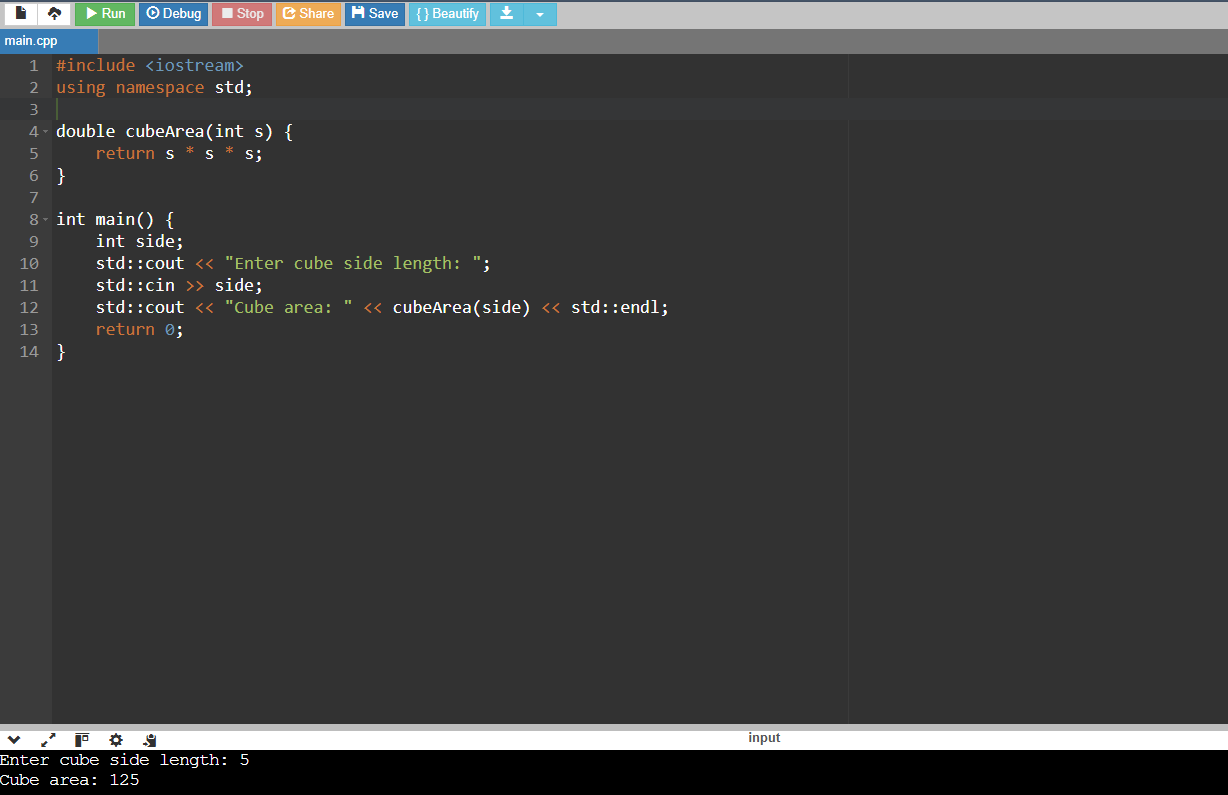 Run Debug Stop Share Save { } Beautify
main.cpp
1 #include <iostream>
2 using namespace std;
3
4 double cubeArea(int s) {
5     return s * s * s;
6 }
7
8 int main() {
9     int side;
10     std::cout << "Enter cube side length: ";
11     std::cin >> side;
12     std::cout << "Cube area: " << cubeArea(side) << std::endl;
13     return 0;
14 }
input
Enter cube side length: 5
Cube area: 125